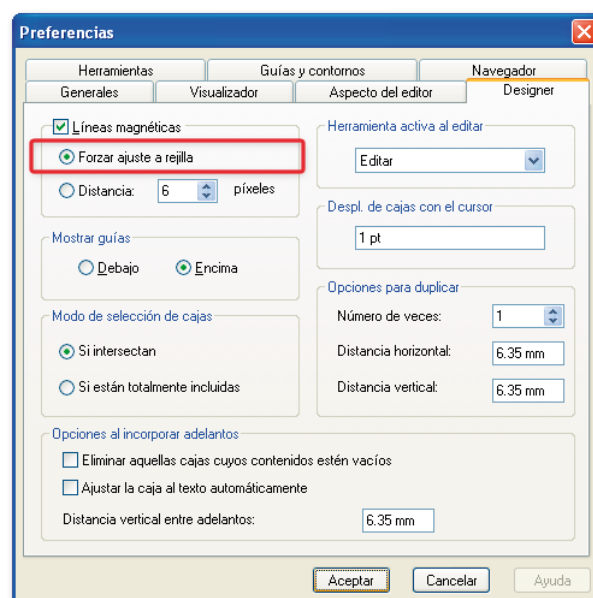 Preferencias
Herramientas Guías y contornos Navegador
Generales Visualizador Aspecto del editor Designer
Líneas magnéticas
Forzar ajuste a rejilla
Distancia: 6 píxeles
Mostrar guías
Debajo Encima
Modo de selección de cajas
Si intersectan
Si están totalmente incluidas
Herramienta activa al editar
Editar
Despl. de cajas con el cursor
1 pt
Opciones para duplicar
Número de veces: 1
Distancia horizontal: 6.35 mm
Distancia vertical: 6.35 mm
Opciones al incorporar adelantos
Eliminar aquellas cajas cuyos contenidos estén vacíos
Ajustar la caja al texto automáticamente
Distancia vertical entre adelantos: 6.35 mm
Aceptar Cancelar Ayuda